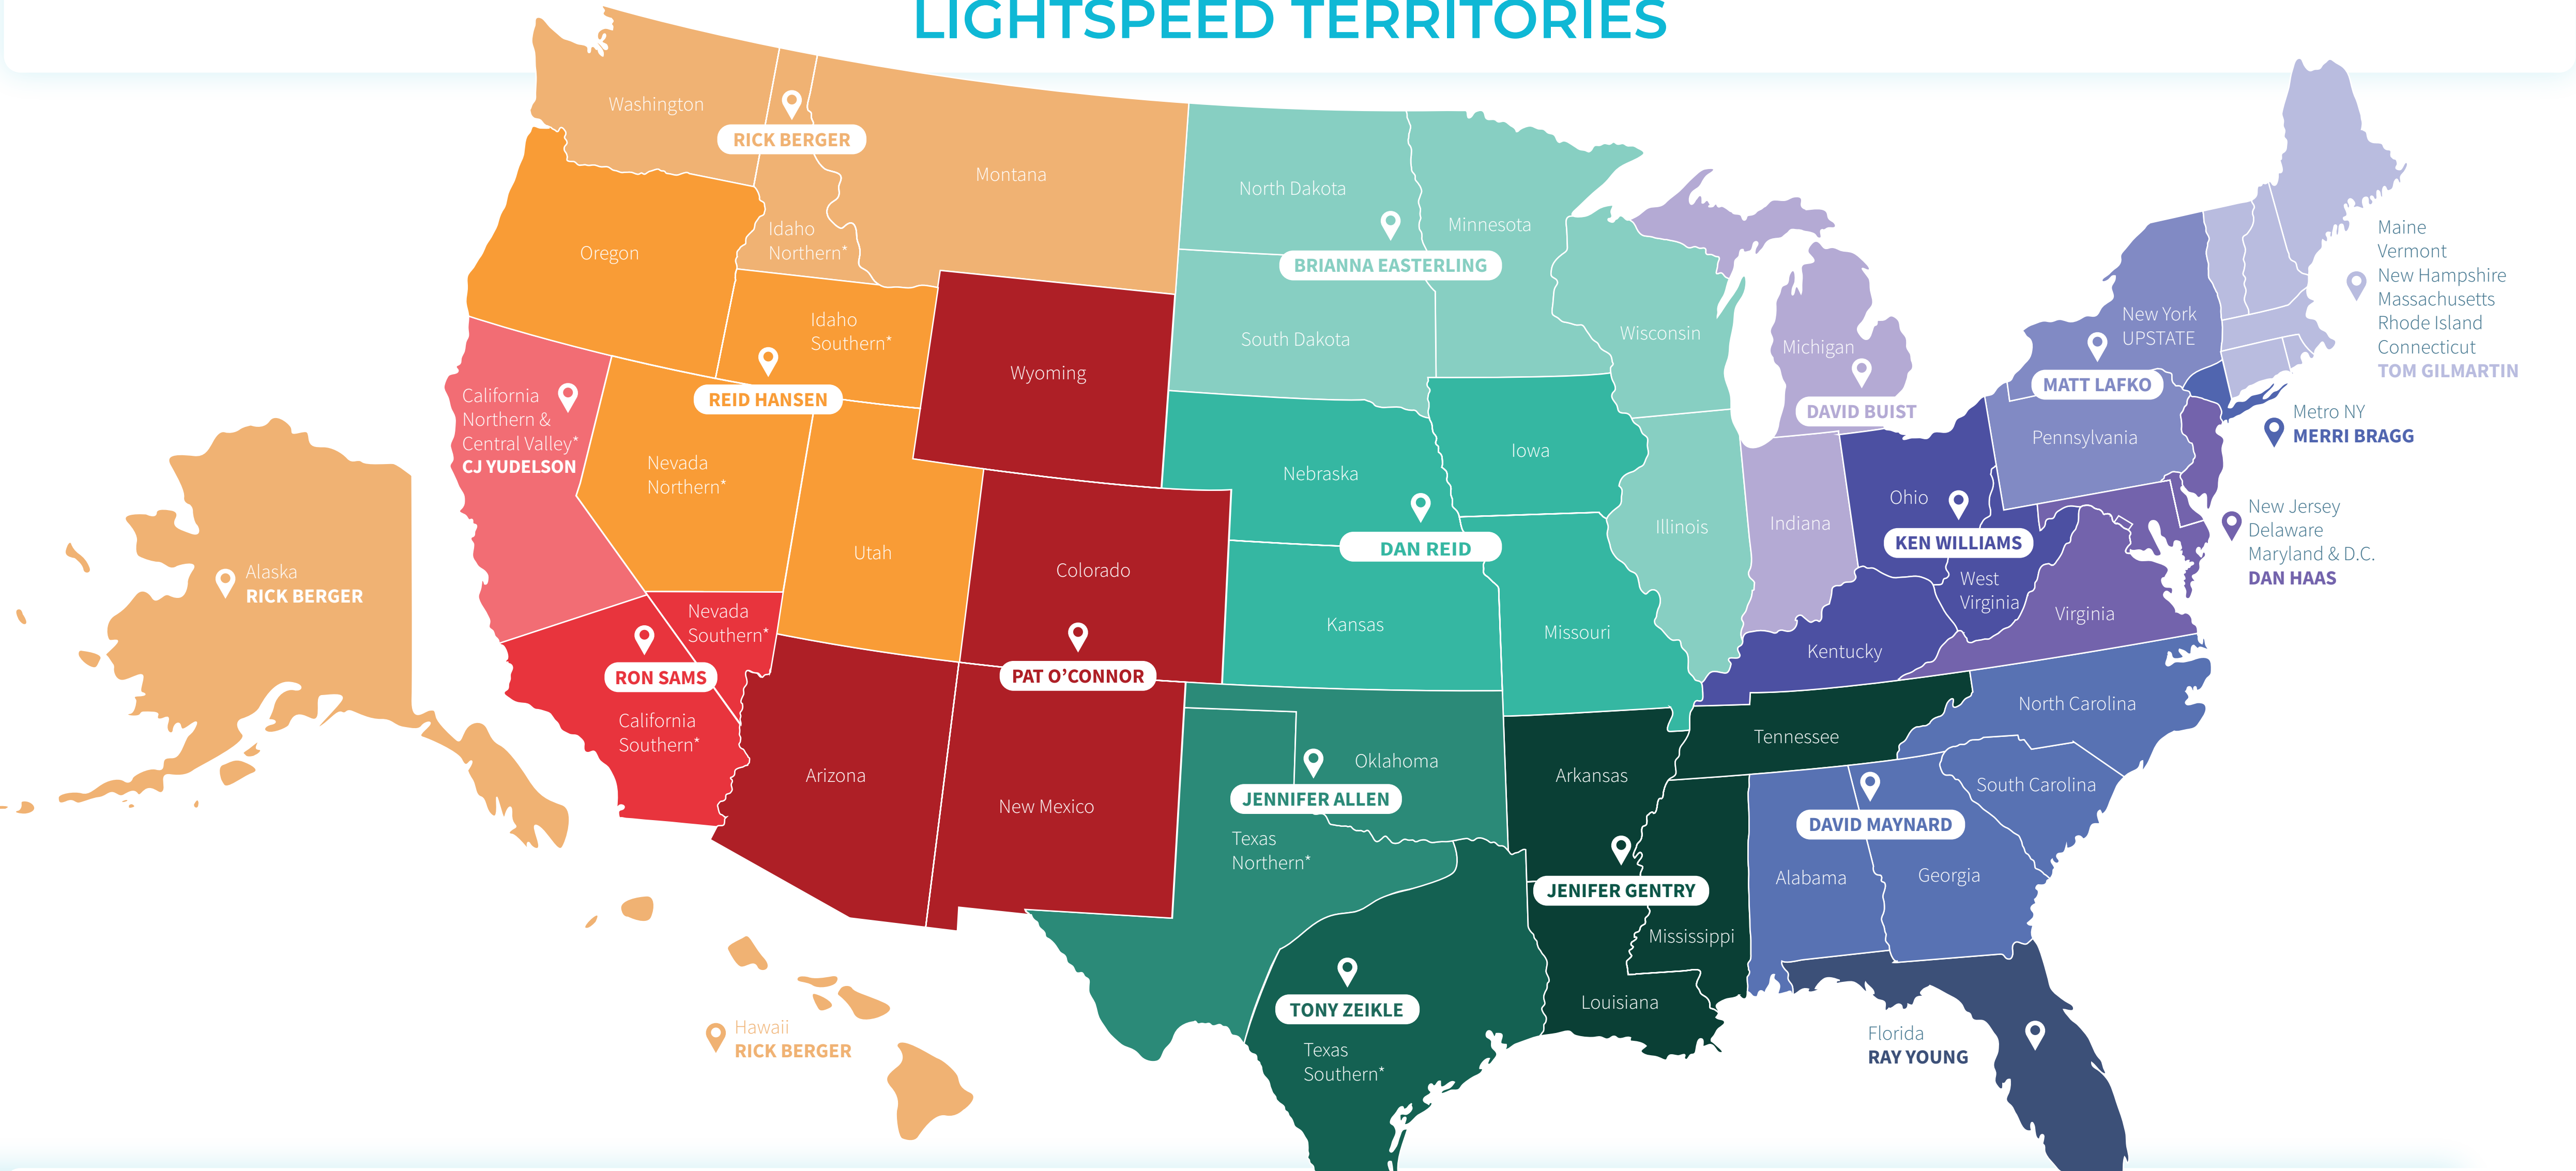 LIGHTSPEED TERRITORIES
Washington
RICK BERGER
Montana
Idaho
Northern*
Oregon
Idaho
Southern*
REID HANSEN
Wyoming
California
Northern &
Central Valley*
CJ YUDELSON
Nevada
Northern*
Utah
Colorado
PAT O’CONNOR
Nevada
Southern*
RON SAMS
California
Southern*
Arizona
New Mexico
Alaska
RICK BERGER
Hawaii
RICK BERGER
North Dakota
Minnesota
BRIANNA EASTERLING
South Dakota
Wisconsin
Illinois
Nebraska
Iowa
DAN REID
Kansas
Missouri
Oklahoma
JENNIFER ALLEN
Texas
Northern*
TONY ZEIKLE
Texas
Southern*
Arkansas
Tennessee
JENIFER GENTRY
Mississippi
Louisiana
Michigan
DAVID BUIST
Indiana
Ohio
KEN WILLIAMS
West
Virginia
Kentucky
Virginia
North Carolina
South Carolina
DAVID MAYNARD
Alabama
Georgia
Florida
RAY YOUNG
New York
UPSTATE
MATT LAFKO
Pennsylvania
Maine
Vermont
New Hampshire
Massachusetts
Rhode Island
Connecticut
TOM GILMARTIN
Metro NY
MERRI BRAGG
New Jersey
Delaware
Maryland & D.C.
DAN HAAS